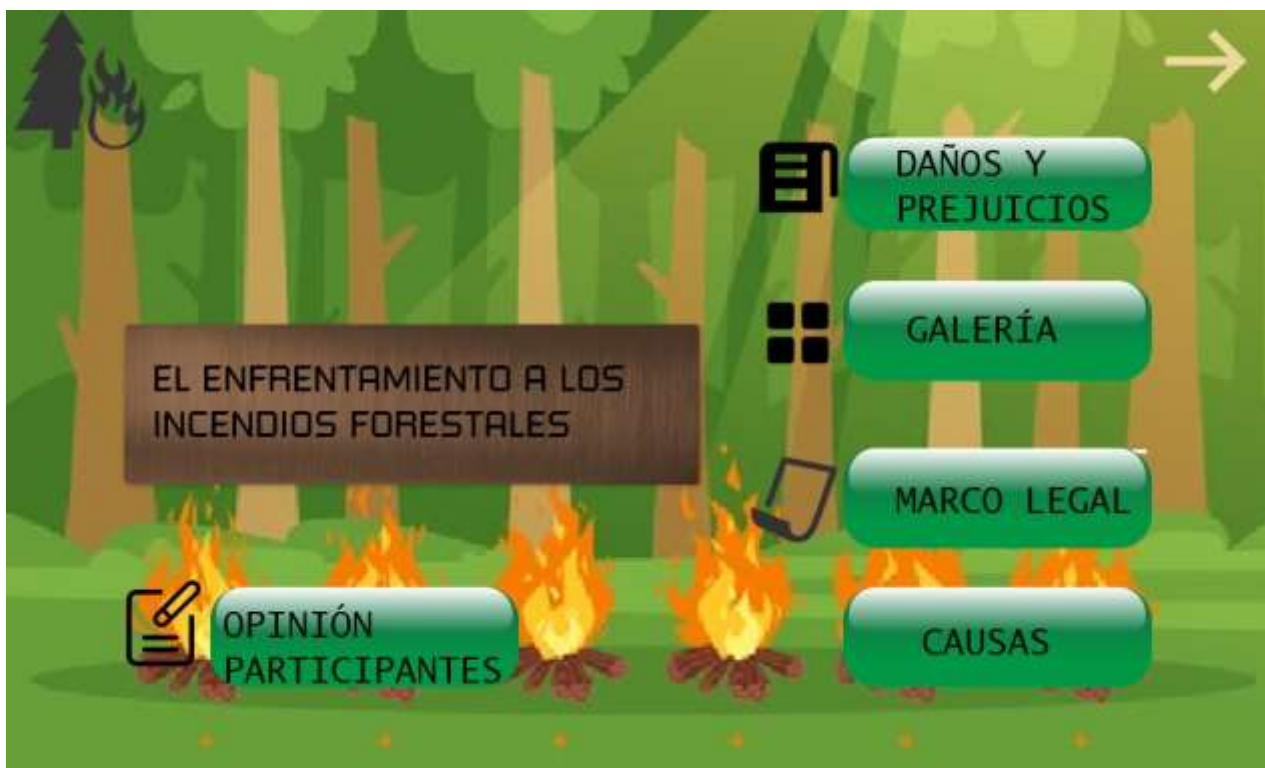 DAÑOS Y
PREJUICIOS
GALERÍA
EL ENFRENTAMIENTO A LOS
INCENDIOS FORESTALES
MARCO LEGAL
OPINIÓN
PARTICIPANTES
CAUSAS